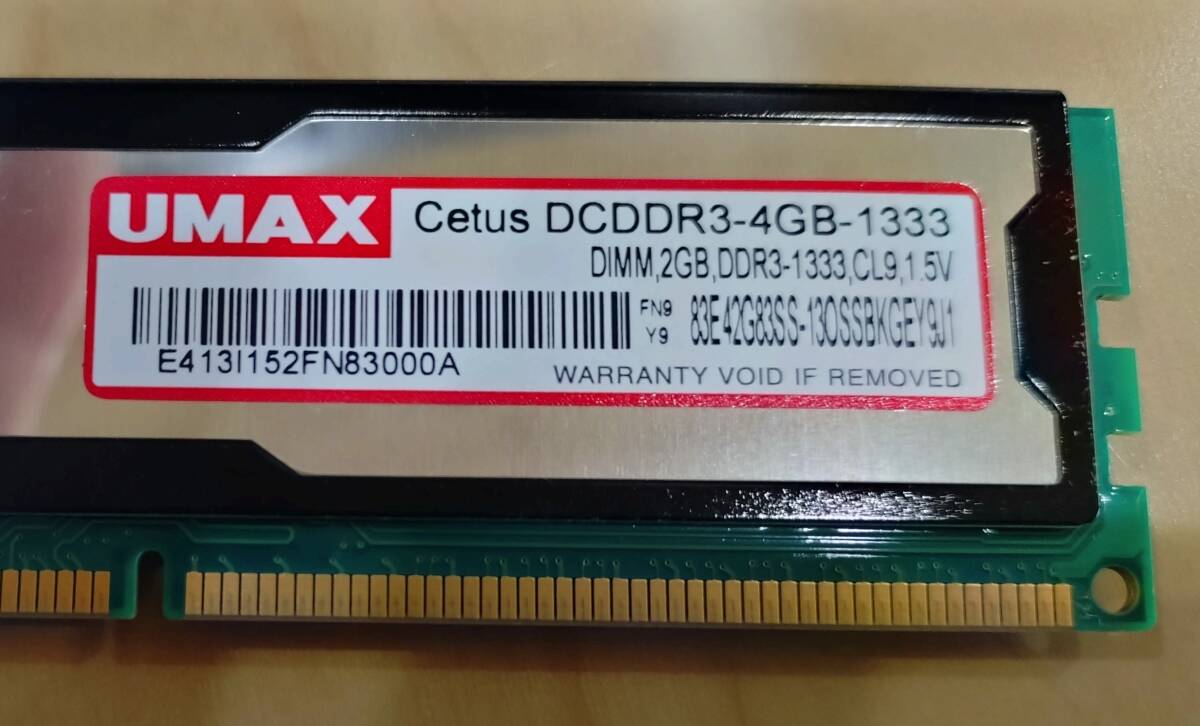 UMAX Cetus DCDDR3-4GB-1333
DIMM,2GB,DDR3-1333,CL9,1.5V
FN9 83E42G83SS-13OSSBKGEY9J1
Y9
E413I152FN83000A
WARRANTY VOID IF REMOVED